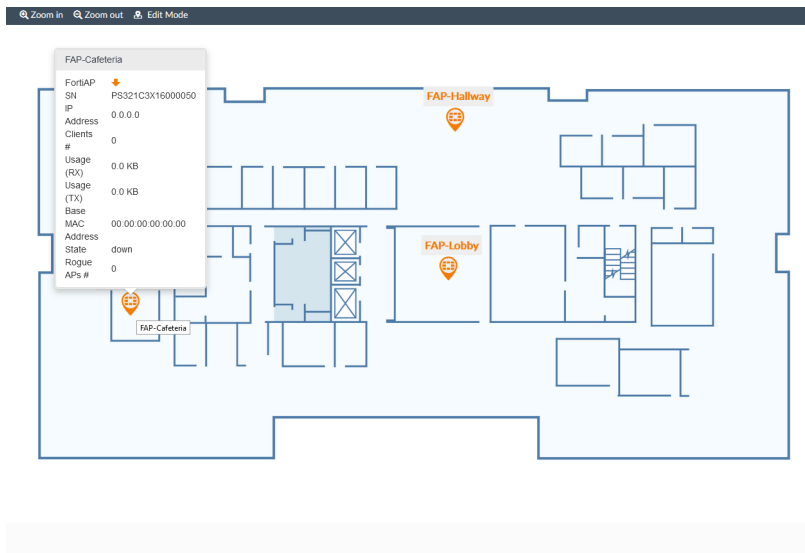 Zoom in Zoom out Edit Mode
FAP-Cafeteria
FortiAP
SN PS321C3X16000050
IP Address 0.0.0.0
Clients # 0
Usage (RX) 0.0 KB
Usage (TX) 0.0 KB
Base MAC Address 00:00:00:00:00:00
State down
Rogue APs # 0
FAP-Hallway
FAP-Lobby
FAP-Cafeteria